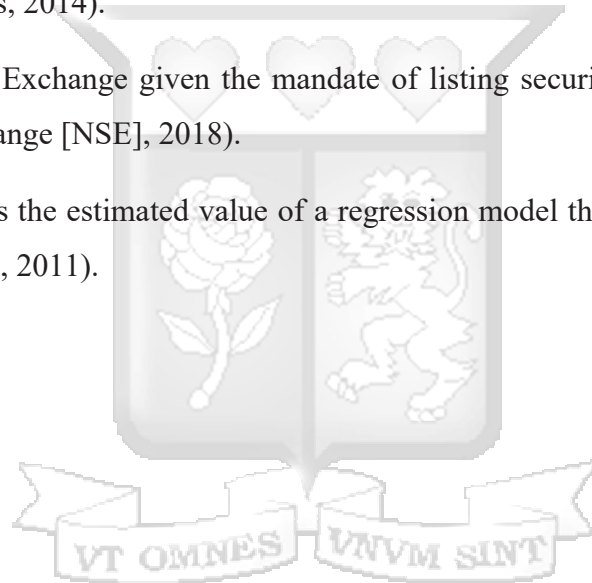 s, 2014).
Exchange given the mandate of listing securi
ange [NSE], 2018).
s the estimated value of a regression model th
, 2011).
VT OMNES VNVM SINT